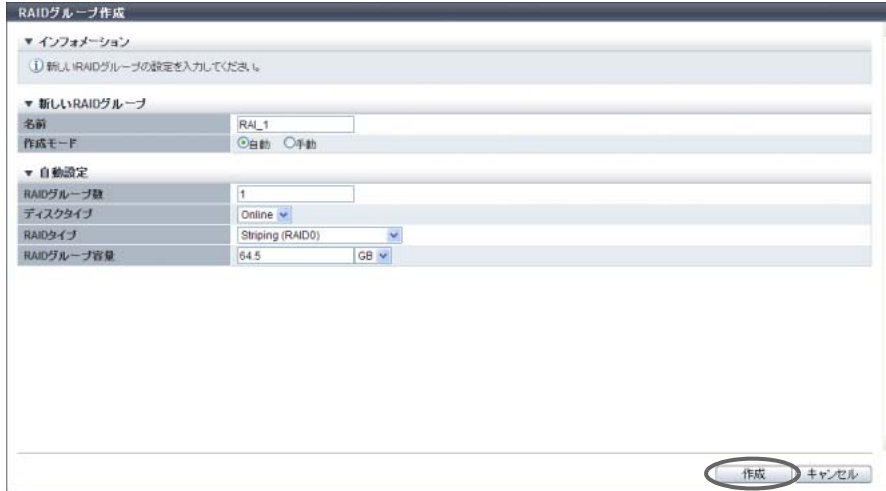 RAIDグループ作成
▼ インフォメーション
新しいRAIDグループの設定を入力してください。
▼ 新しいRAIDグループ
名前 RAI_1
作成モード 自動 手動
▼ 自動設定
RAIDグループ数 1
ディスクタイプ Online
RAIDタイプ Striping (RAID0)
RAIDグループ容量 64.5 GB
作成 キャンセル